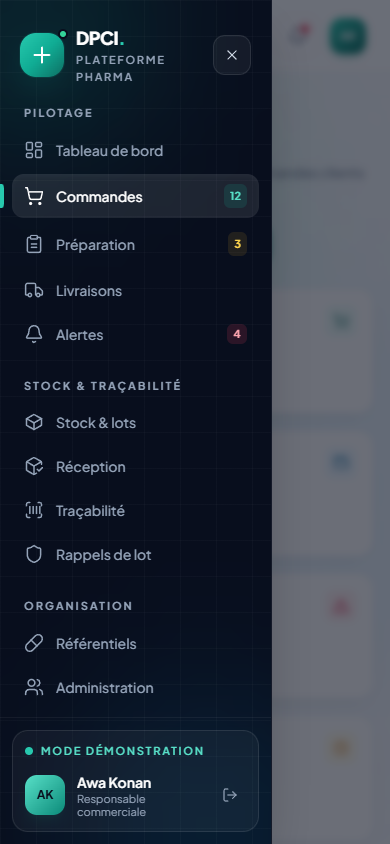 DPCI.
PLATEFORME
PHARMA
PILOTAGE
Tableau de bord
Commandes 12
Préparation 3
Livraisons
Alertes 4
STOCK & TRAÇABILITÉ
Stock & lots
Réception
Traçabilité
Rappels de lot
ORGANISATION
Référentiels
Administration
MODE DÉMONSTRATION
AK
Awa Konan
Responsable
commerciale